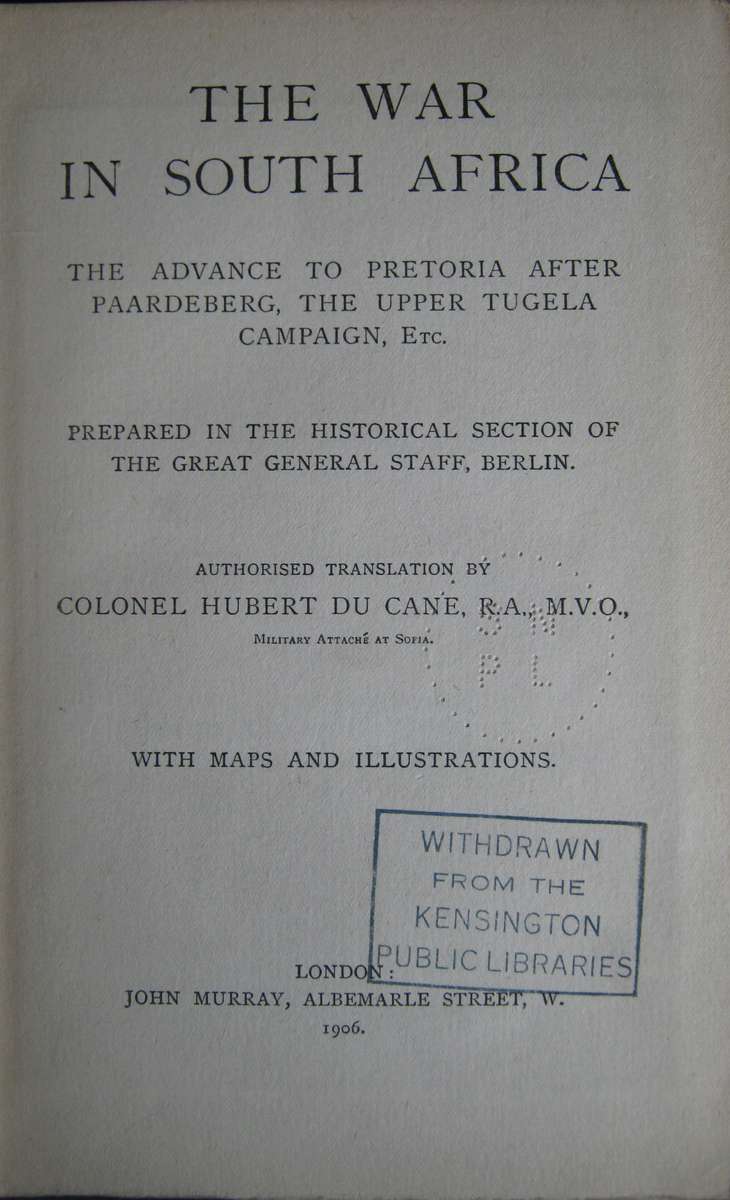 THE WAR
IN SOUTH AFRICA
THE ADVANCE TO PRETORIA AFTER
PAARDEBERG, THE UPPER TUGELA
CAMPAIGN, Etc.
PREPARED IN THE HISTORICAL SECTION OF
THE GREAT GENERAL STAFF, BERLIN.
AUTHORISED TRANSLATION BY
COLONEL HUBERT DU CANE, R.A., M.V.O.,
Military Attaché at Sofia.
P L
WITH MAPS AND ILLUSTRATIONS.
WITHDRAWN
FROM THE
KENSINGTON
PUBLIC LIBRARIES
LONDON:
JOHN MURRAY, ALBEMARLE STREET, W.
1906.